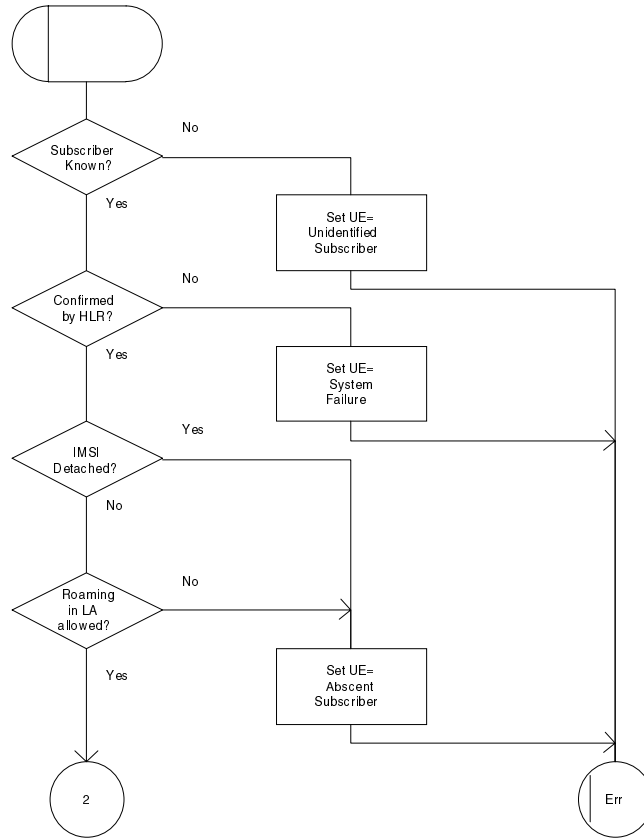 No
Subscriber
Known?
Yes
Set UE=
Unidentified
Subscriber
No
Confirmed
by HLR?
Yes
Set UE=
System
Failure
Yes
IMSI
Detached?
No
No
Roaming
in LA
allowed?
Yes
Set UE=
Abscent
Subscriber
2
Err